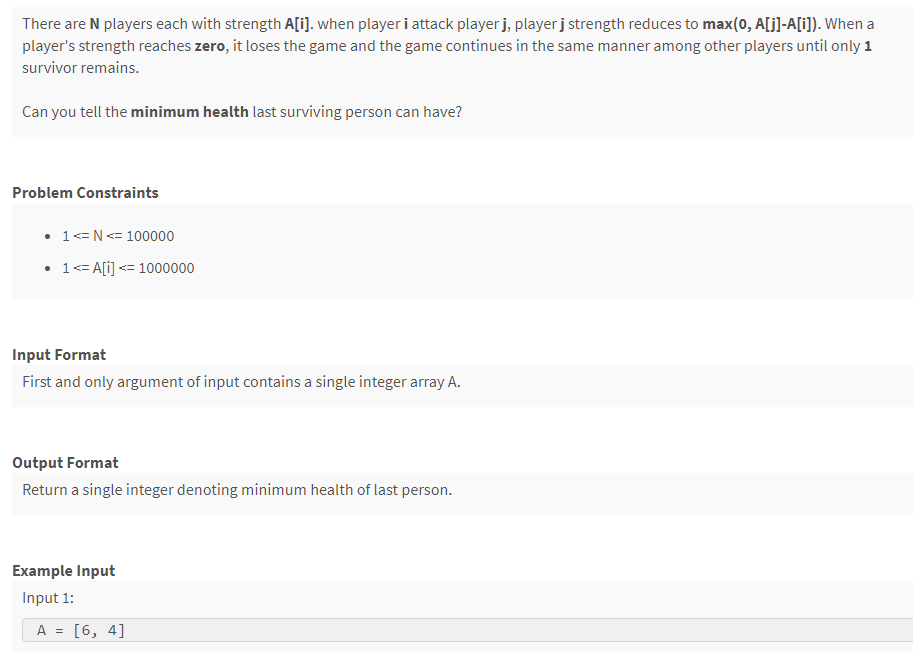 There are N players each with strength A[i]. when player i attack player j, player j strength reduces to max(0, A[j]-A[i]). When a
player's strength reaches zero, it loses the game and the game continues in the same manner among other players until only 1
survivor remains.
Can you tell the minimum health last surviving person can have?
Problem Constraints
• 1 <= N <= 100000
• 1 <= A[i] <= 1000000
Input Format
First and only argument of input contains a single integer array A.
Output Format
Return a single integer denoting minimum health of last person.
Example Input
Input 1:
A = [6, 4]